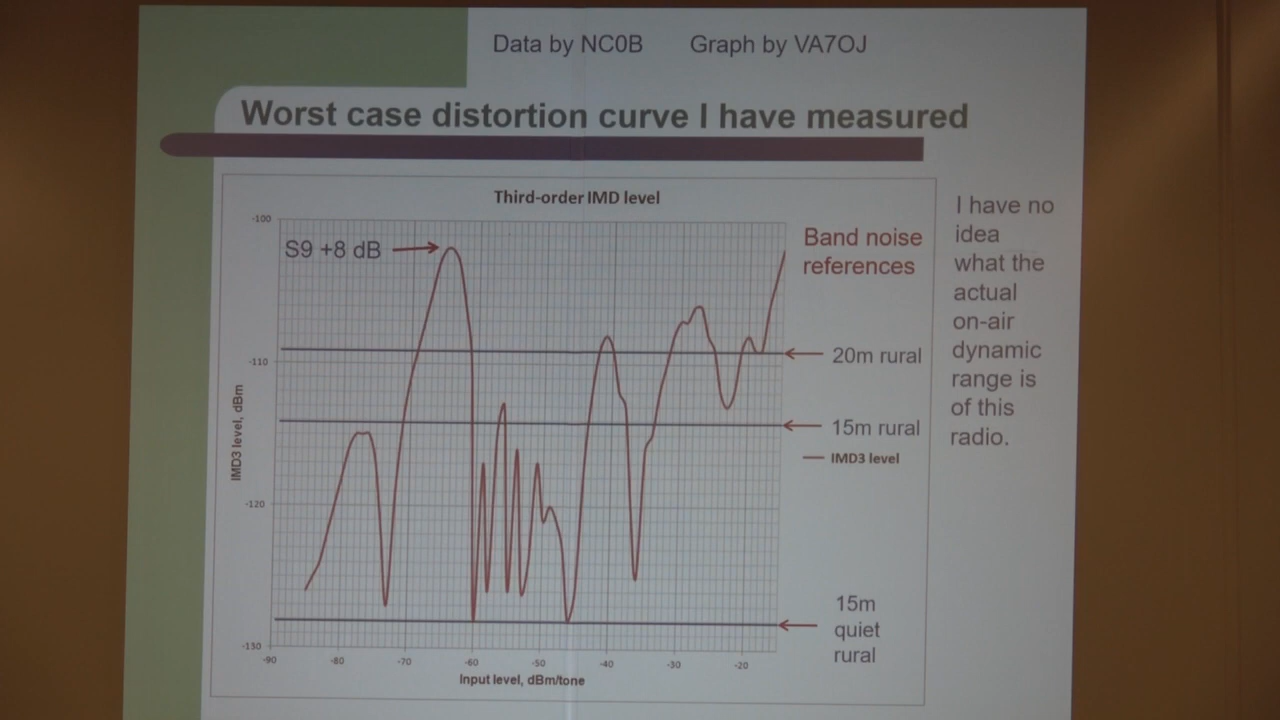 Data by NC0B Graph by VA7OJ
Worst case distortion curve I have measured
Third-order IMD level
-100
S9 +8 dB
Band noise
references
20m rural
-110
15m rural
IMD3 level
IMD3 level, dBm
-120
15m
quiet
rural
-130
-90 -80 -70 -60 -50 -40 -30 -20
Input level, dBm/tone
I have no
idea
what the
actual
on-air
dynamic
range is
of this
radio.